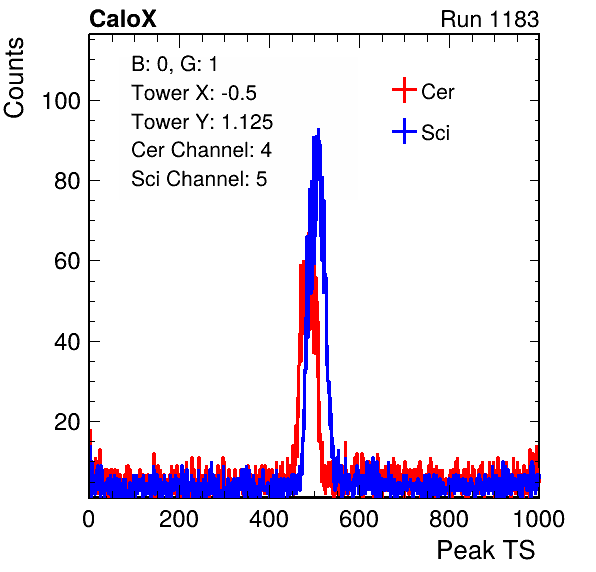 CaloX
Run 1183
Counts
B: 0, G: 1
Tower X: -0.5
Tower Y: 1.125
Cer Channel: 4
Sci Channel: 5
Cer
Sci
100
80
60
40
20
0
200
400
600
800
1000
Peak TS